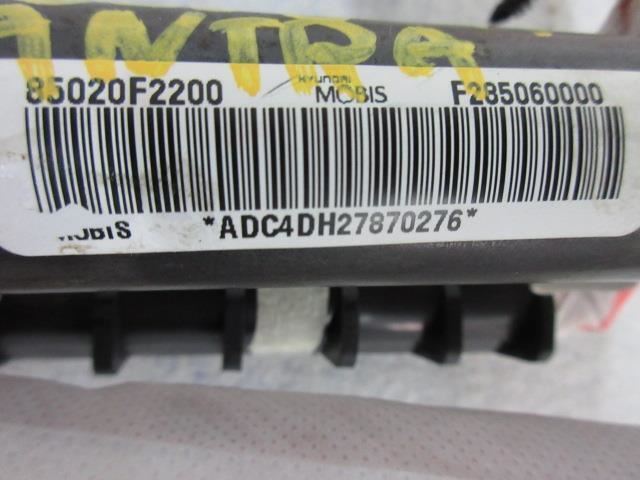 ANTRA
85020F2200 HYUNDAI MOBIS F285060000
MOBIS *ADC4DH27870276*